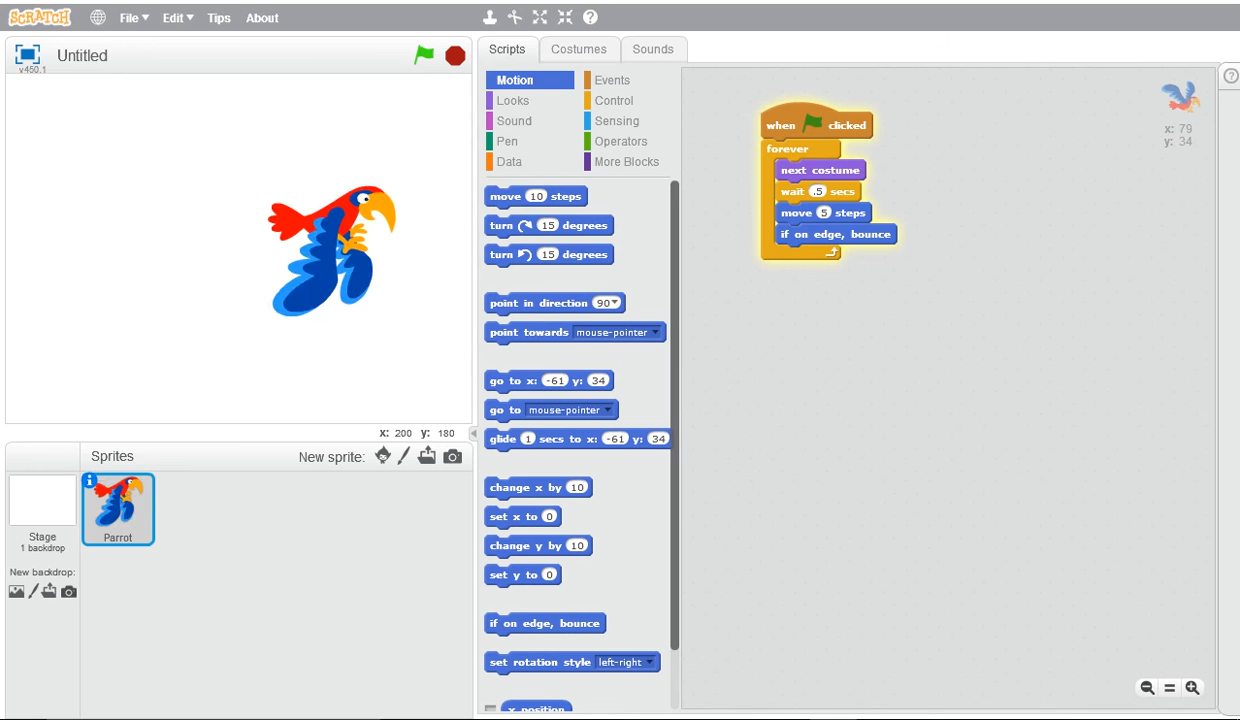 SCRATCH File Edit Tips About
Untitled
v450.1
x: 200 y: 180
Sprites New sprite:
Stage
1 backdrop
New backdrop:
Parrot
Scripts Costumes Sounds
Motion Events
Looks Control
Sound Sensing
Pen Operators
Data More Blocks
move 10 steps
turn 15 degrees
turn 15 degrees
point in direction 90
point towards mouse-pointer
go to x: -61 y: 34
go to mouse-pointer
glide 1 secs to x: -61 y: 34
change x by 10
set x to 0
change y by 10
set y to 0
if on edge, bounce
set rotation style left-right
x position
when clicked
forever
next costume
wait .5 secs
move 5 steps
if on edge, bounce
x: 79
y: 34